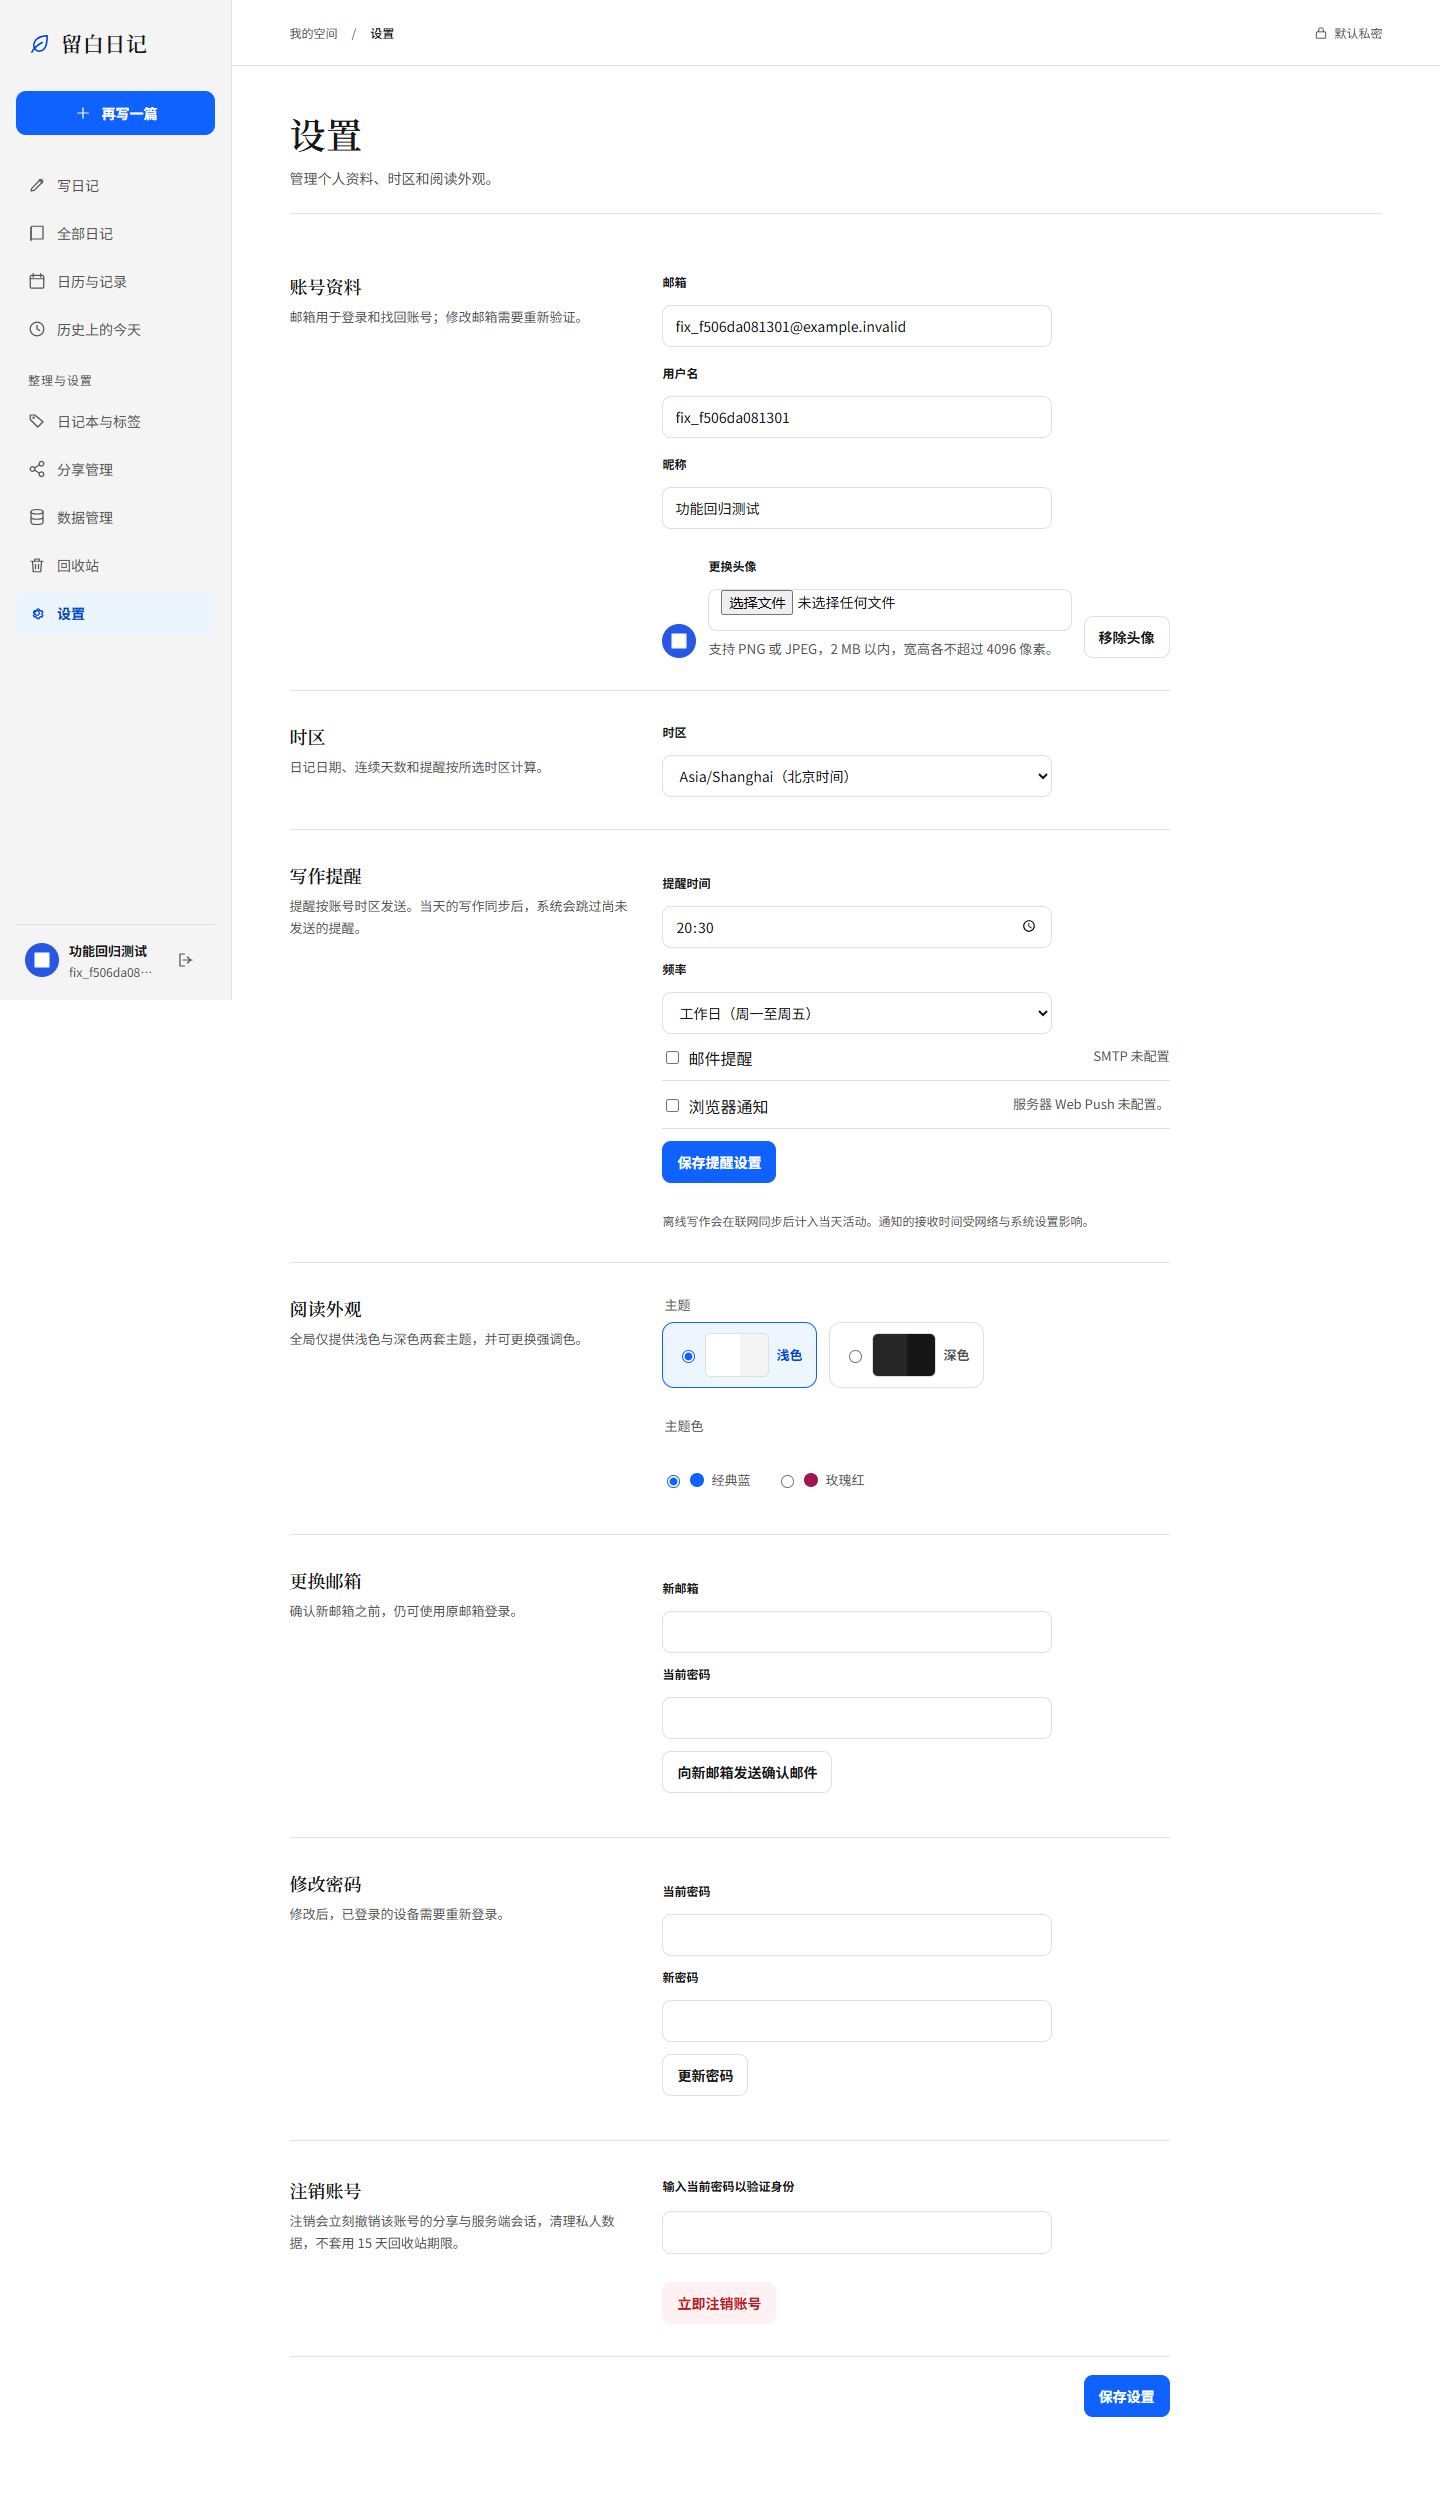 留白日记
再写一篇
写日记
全部日记
日历与记录
历史上的今天
整理与设置
日记本与标签
分享管理
数据管理
回收站
设置
功能回归测试
fix_f506da08···
我的空间 / 设置
默认私密
设置
管理个人资料、时区和阅读外观。
账号资料
邮箱用于登录和找回账号；修改邮箱需要重新验证。
邮箱
fix_f506da081301@example.invalid
用户名
fix_f506da081301
昵称
功能回归测试
更换头像
选择文件 未选择任何文件
支持 PNG 或 JPEG，2 MB 以内，宽高各不超过 4096 像素。
移除头像
时区
日记日期、连续天数和提醒按所选时区计算。
时区
Asia/Shanghai（北京时间）
写作提醒
提醒按账号时区发送。当天的写作同步后，系统会跳过尚未
发送的提醒。
提醒时间
20:30
频率
工作日（周一至周五）
邮件提醒
SMTP 未配置
浏览器通知
服务器 Web Push 未配置。
保存提醒设置
离线写作会在联网同步后计入当天活动。通知的接收时间受网络与系统设置影响。
阅读外观
全局仅提供浅色与深色两套主题，并可更换强调色。
主题
浅色
深色
主题色
经典蓝
玫瑰红
更换邮箱
确认新邮箱之前，仍可使用原邮箱登录。
新邮箱
当前密码
向新邮箱发送确认邮件
修改密码
修改后，已登录的设备需要重新登录。
当前密码
新密码
更新密码
注销账号
注销会立刻撤销该账号的分享与服务端会话，清理私人数
据，不套用 15 天回收站期限。
输入当前密码以验证身份
立即注销账号
保存设置